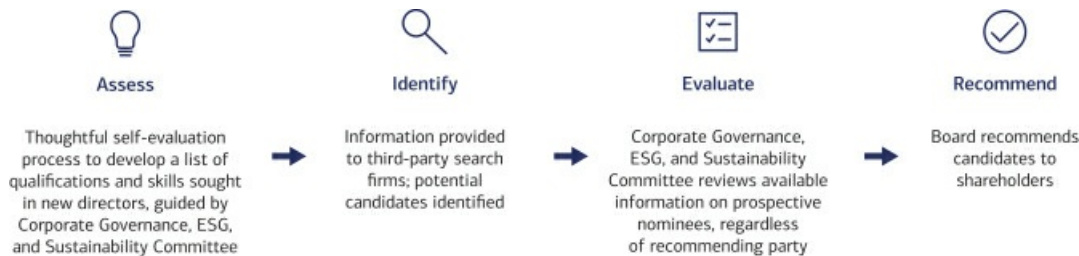 Assess
Thoughtful self-evaluation
process to develop a list of
qualifications and skills sought
in new directors, guided by
Corporate Governance, ESG,
and Sustainability Committee
Identify
Information provided
to third-party search
firms; potential
candidates identified
Evaluate
Corporate Governance,
ESG, and Sustainability
Committee reviews available
information on prospective
nominees, regardless
of recommending party
Recommend
Board recommends
candidates to
shareholders